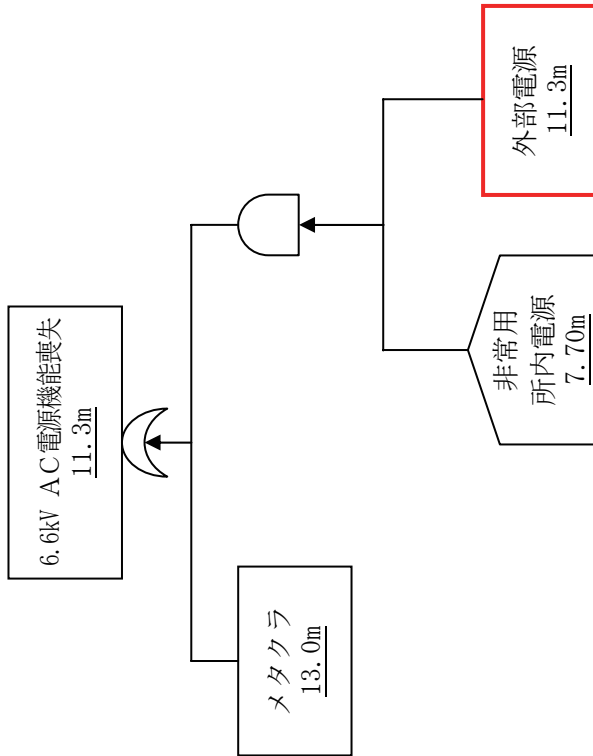 6.6kV AC電源機能喪失
11.3m
メタクラ
13.0m
非常用
所内電源
7.70m
外部電源
11.3m